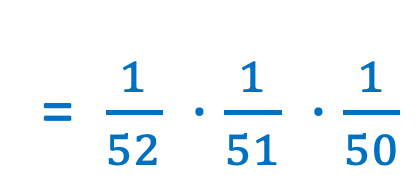 = 1/52 · 1/51 · 1/50